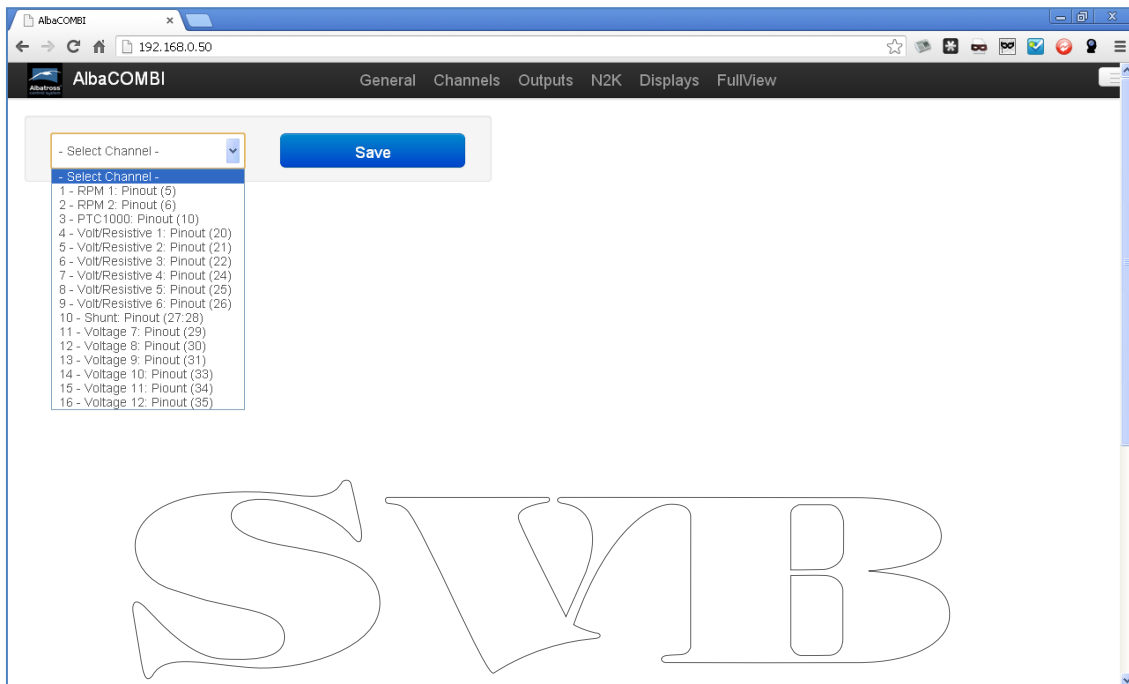 AlbaCOMBI
192.168.0.50
Albatross
control system
AlbaCOMBI
General Channels Outputs N2K Displays FullView
- Select Channel -
Save
- Select Channel -
1 - RPM 1: Pinout (5)
2 - RPM 2: Pinout (6)
3 - PTC1000: Pinout (10)
4 - Volt/Resistive 1: Pinout (20)
5 - Volt/Resistive 2: Pinout (21)
6 - Volt/Resistive 3: Pinout (22)
7 - Volt/Resistive 4: Pinout (24)
8 - Volt/Resistive 5: Pinout (25)
9 - Volt/Resistive 6: Pinout (26)
10 - Shunt: Pinout (27:28)
11 - Voltage 7: Pinout (29)
12 - Voltage 8: Pinout (30)
13 - Voltage 9: Pinout (31)
14 - Voltage 10: Pinout (33)
15 - Voltage 11: Piount (34)
16 - Voltage 12: Pinout (35)
SVB